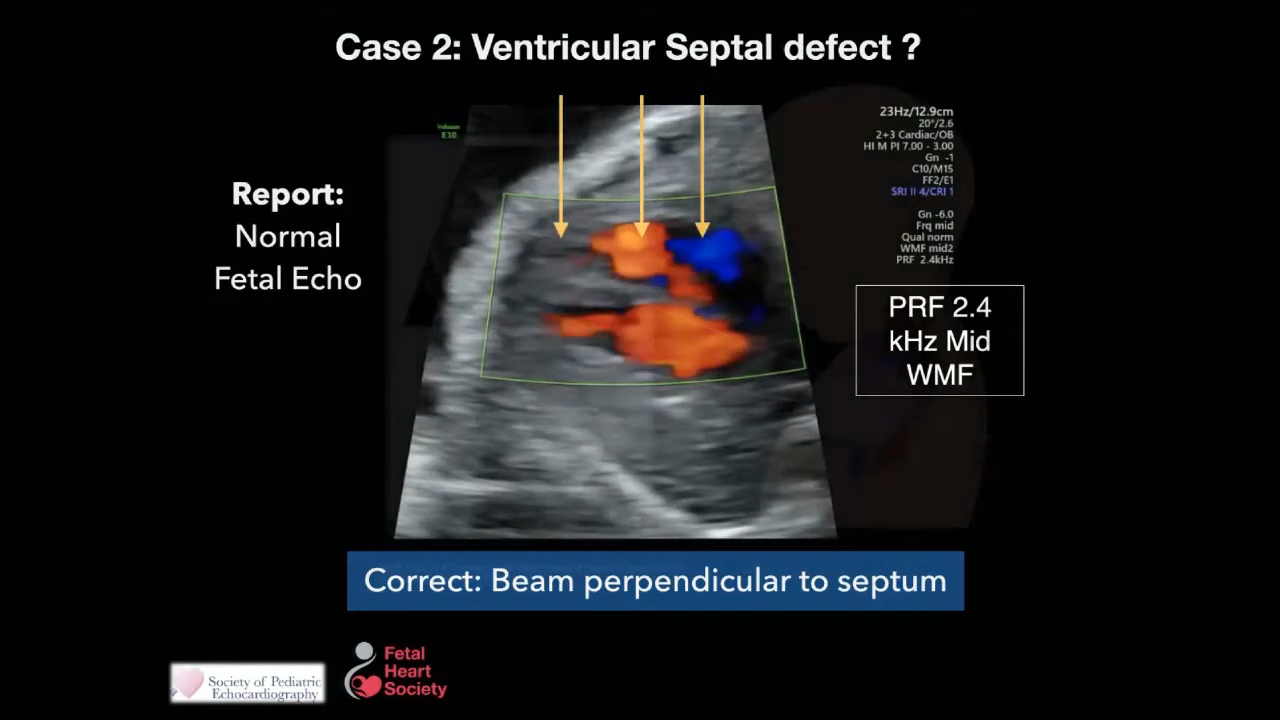 Case 2: Ventricular Septal defect ?
Voluson
E10
23Hz/12.9cm
20°/2.6
2+3 Cardiac/OB
HI M PI 7.00 - 3.00
Gn -1
C10/M15
FF2/E1
SRI II 4/CRI 1
Gn -6.0
Frq mid
Qual norm
WMF mid2
PRF 2.4kHz
Report:
Normal
Fetal Echo
PRF 2.4
kHz Mid
WMF
Correct: Beam perpendicular to septum
Society of Pediatric
Echocardiography
Fetal
Heart
Society